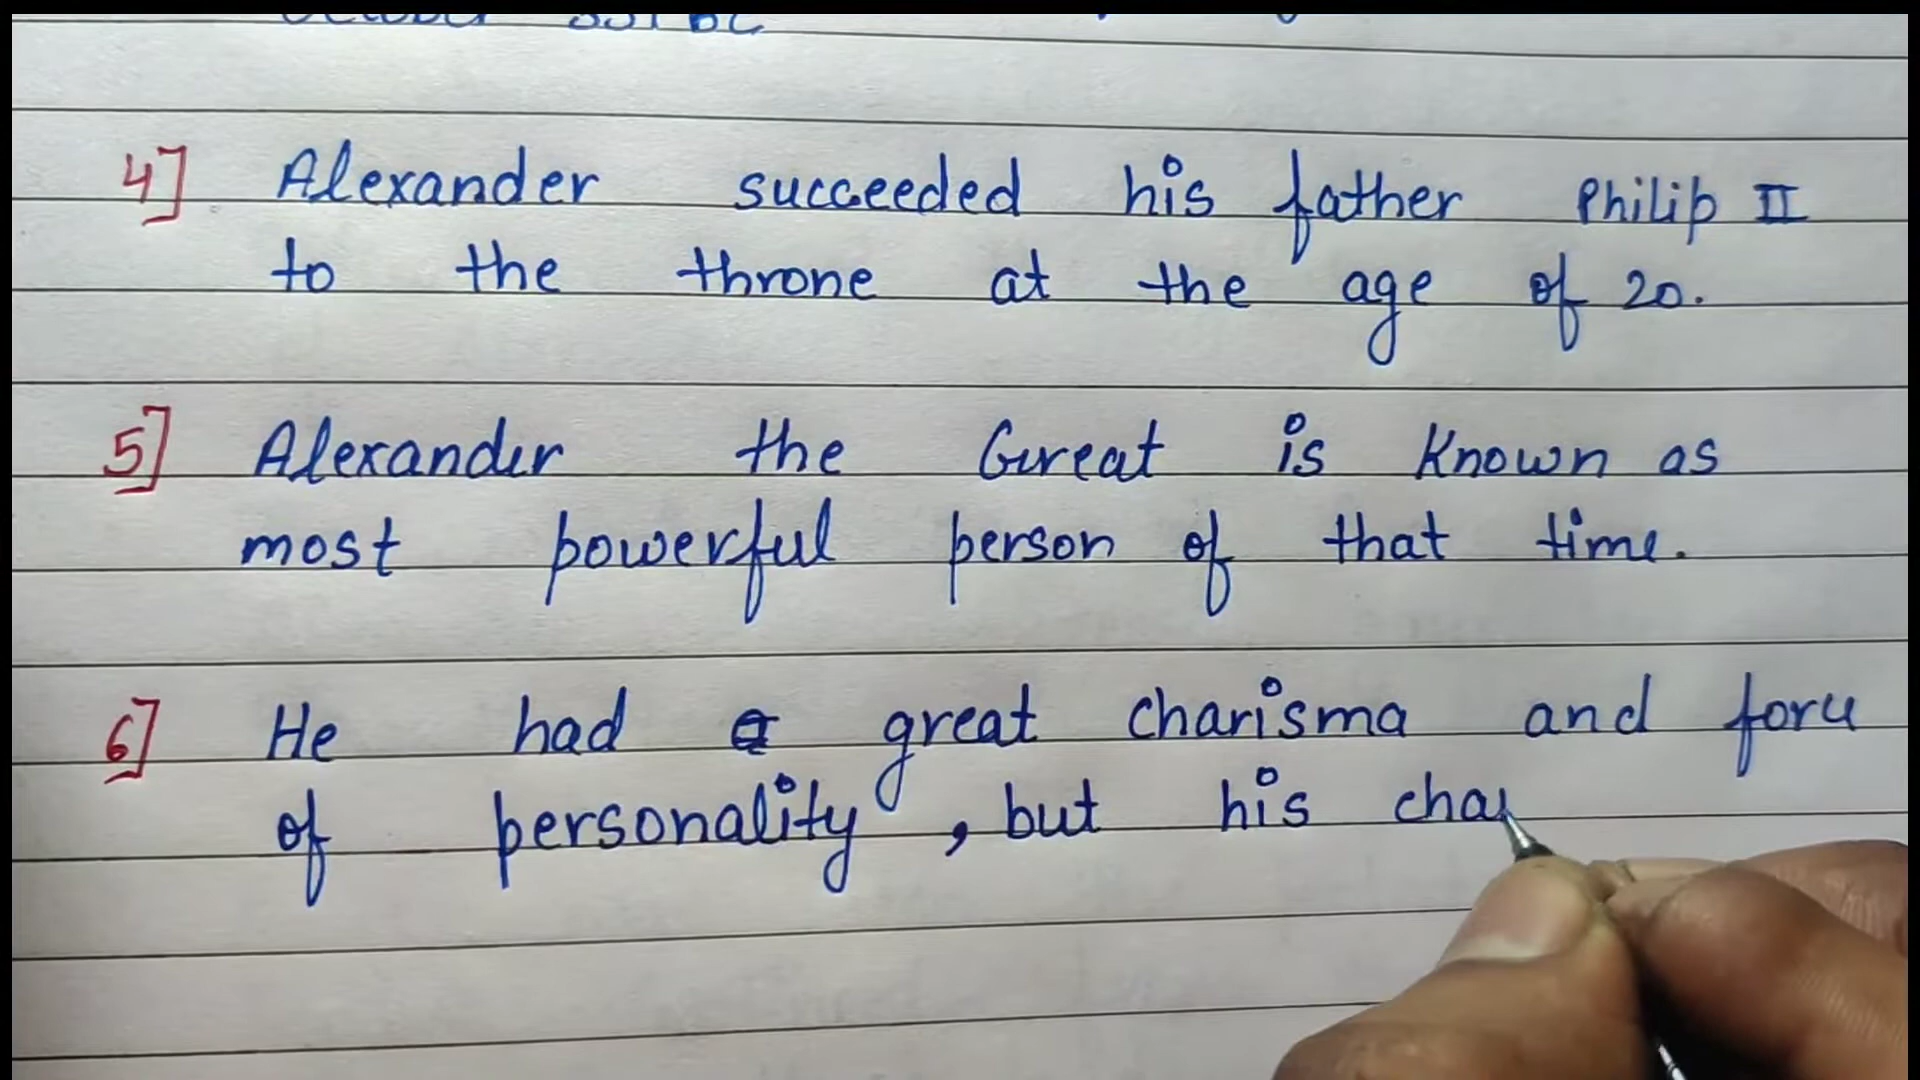 4] Alexander succeeded his father Philip II
to the throne at the age of 20.
5] Alexander the Great is Known as
most powerful person of that time.
6] He had a great charisma and force
of personality, but his char